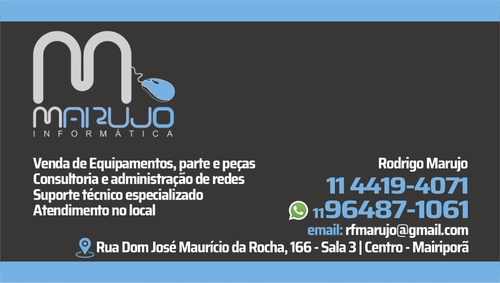 MARUJO
INFORMÁTICA
Venda de Equipamentos, parte e peças
Consultoria e administração de redes
Suporte técnico especializado
Atendimento no local
Rodrigo Marujo
11 4419-4071
11 96487-1061
email: rfmarujo@gmail.com
Rua Dom José Maurício da Rocha, 166 - Sala 3 | Centro - Mairiporã